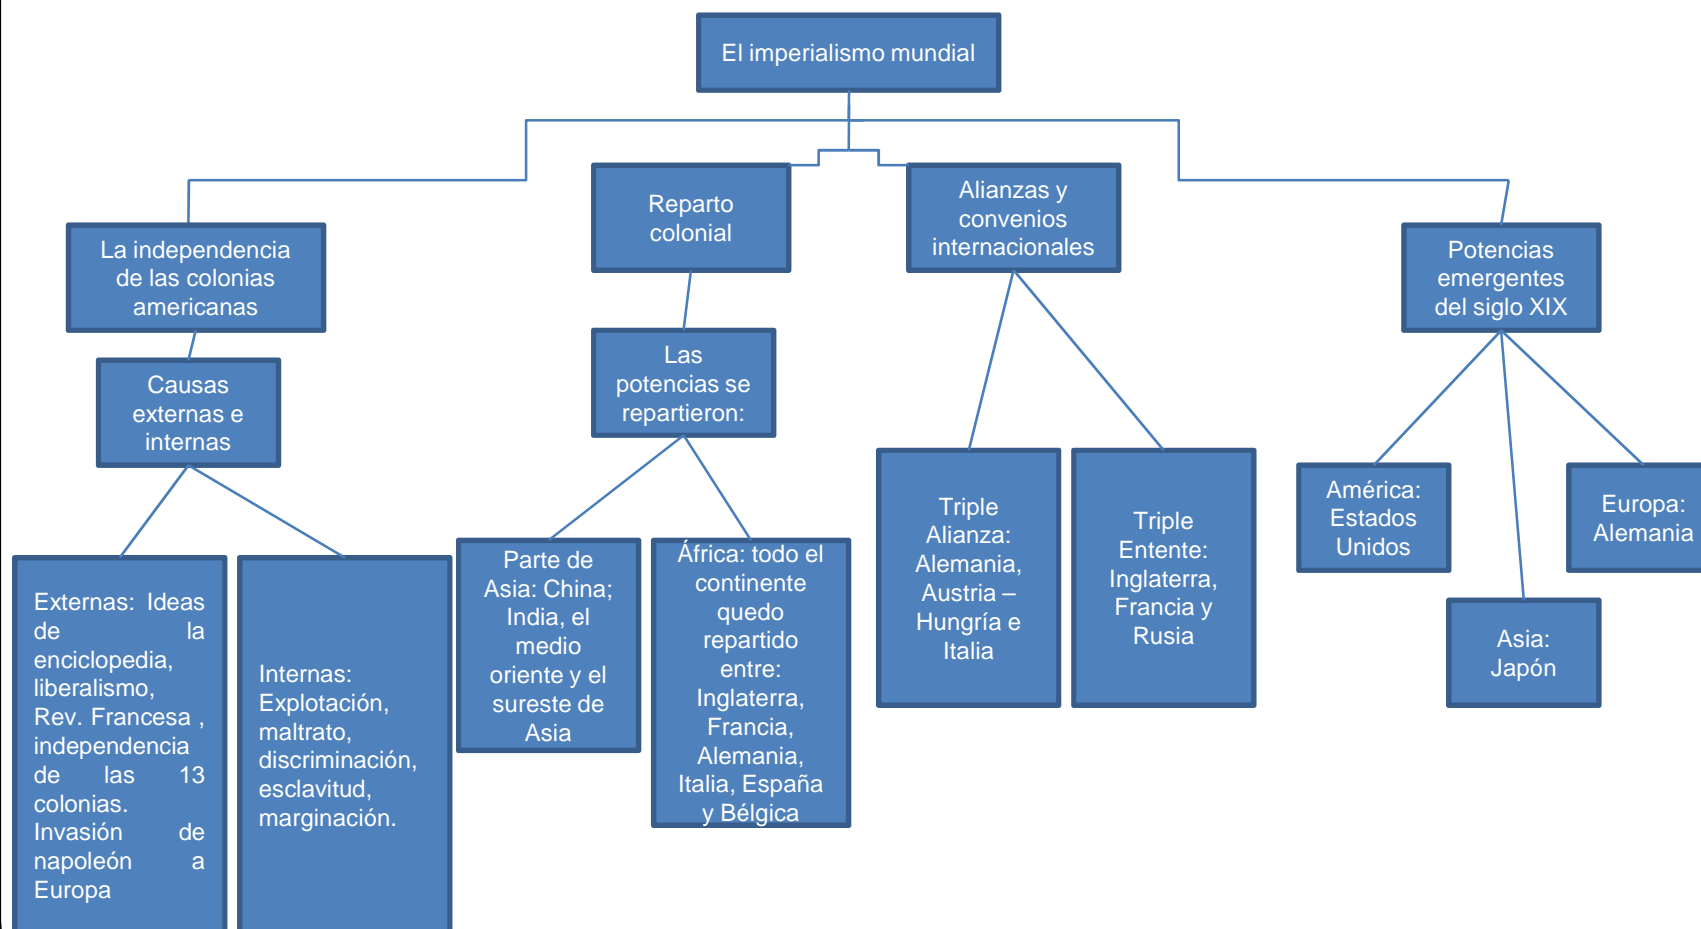 El imperialismo mundial
La independencia
de las colonias
americanas
Reparto
colonial
Alianzas y
convenios
internacionales
Potencias
emergentes
del siglo XIX
Causas
externas e
internas
Las
potencias se
repartieron:
Externas: Ideas
de la
enciclopedia,
liberalismo,
Rev. Francesa ,
independencia
de las 13
colonias.
Invasión de
napoleón a
Europa
Internas:
Explotación,
maltrato,
discriminación,
esclavitud,
marginación.
Parte de
Asia: China;
India, el
medio
oriente y el
sureste de
Asia
África: todo el
continente
quedo
repartido
entre:
Inglaterra,
Francia,
Alemania,
Italia, España
y Bélgica
Triple
Alianza:
Alemania,
Austria –
Hungría e
Italia
Triple
Entente:
Inglaterra,
Francia y
Rusia
América:
Estados
Unidos
Asia:
Japón
Europa:
Alemania